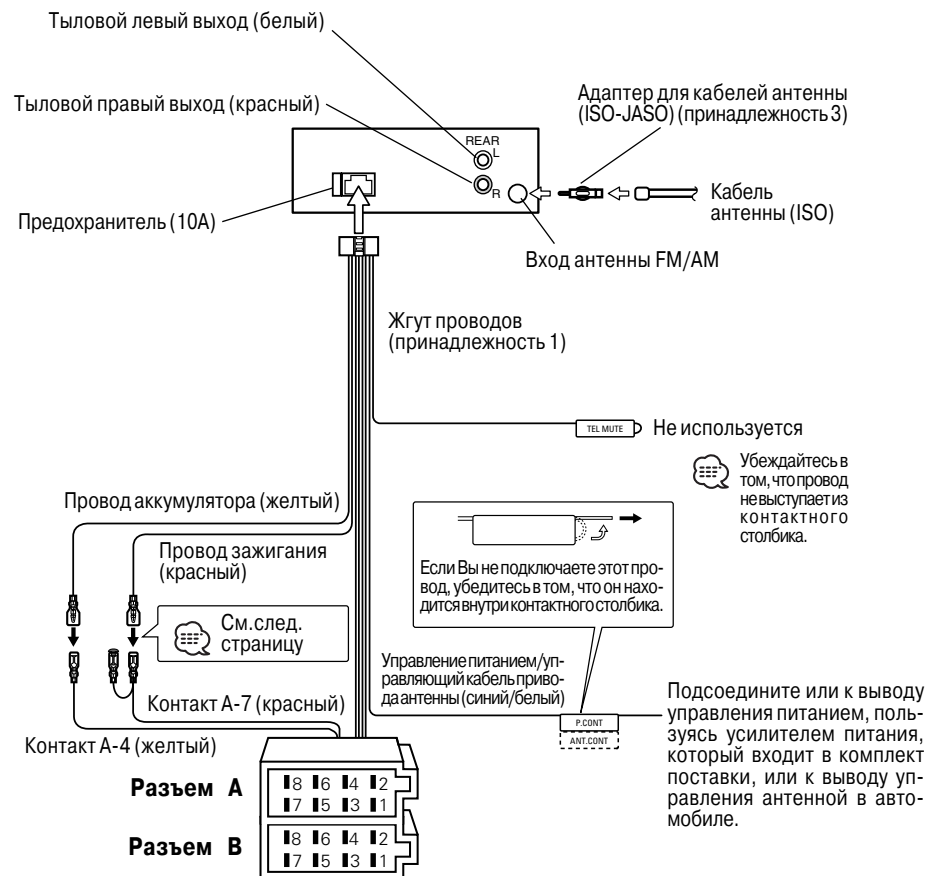 Тыловой левый выход (белый)
Тыловой правый выход (красный)
Адаптер для кабелей антенны
(ISO-JASO) (принадлежность 3)
REAR
L
R
Предохранитель (10A)
Кабель
антенны (ISO)
Вход антенны FM/AM
Жгут проводов
(принадлежность 1)
TEL MUTE
Не используется
Убеждайтесь в
том, что провод
не выступает из
контактного
столбика.
Провод аккумулятора (желтый)
Провод зажигания
(красный)
Если Вы не подключаете этот про-
вод, убедитесь в том, что он нахо-
дится внутри контактного столбика.
См.след.
страницу
Управление питанием/уп-
равляющий кабель приво-
да антенны (синий/белый)
Контакт А-7 (красный)
Контакт А-4 (желтый)
P.CONT
ANT.CONT
Подсоедините или к выводу
управления питанием, поль-
зуясь усилителем питания,
который входит в комплект
поставки, или к выводу уп-
равления антенной в авто-
мобиле.
Разъем A
8 6 4 2
7 5 3 1
Разъем B
8 6 4 2
7 5 3 1